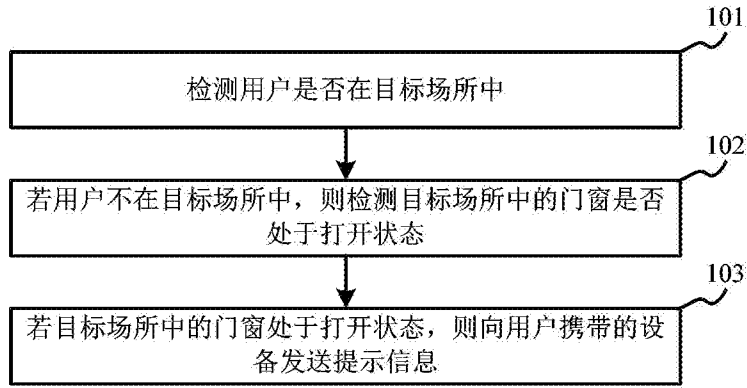 101
检测用户是否在目标场所中
102
若用户不在目标场所中，则检测目标场所中的门窗是否
处于打开状态
103
若目标场所中的门窗处于打开状态，则向用户携带的设
备发送提示信息